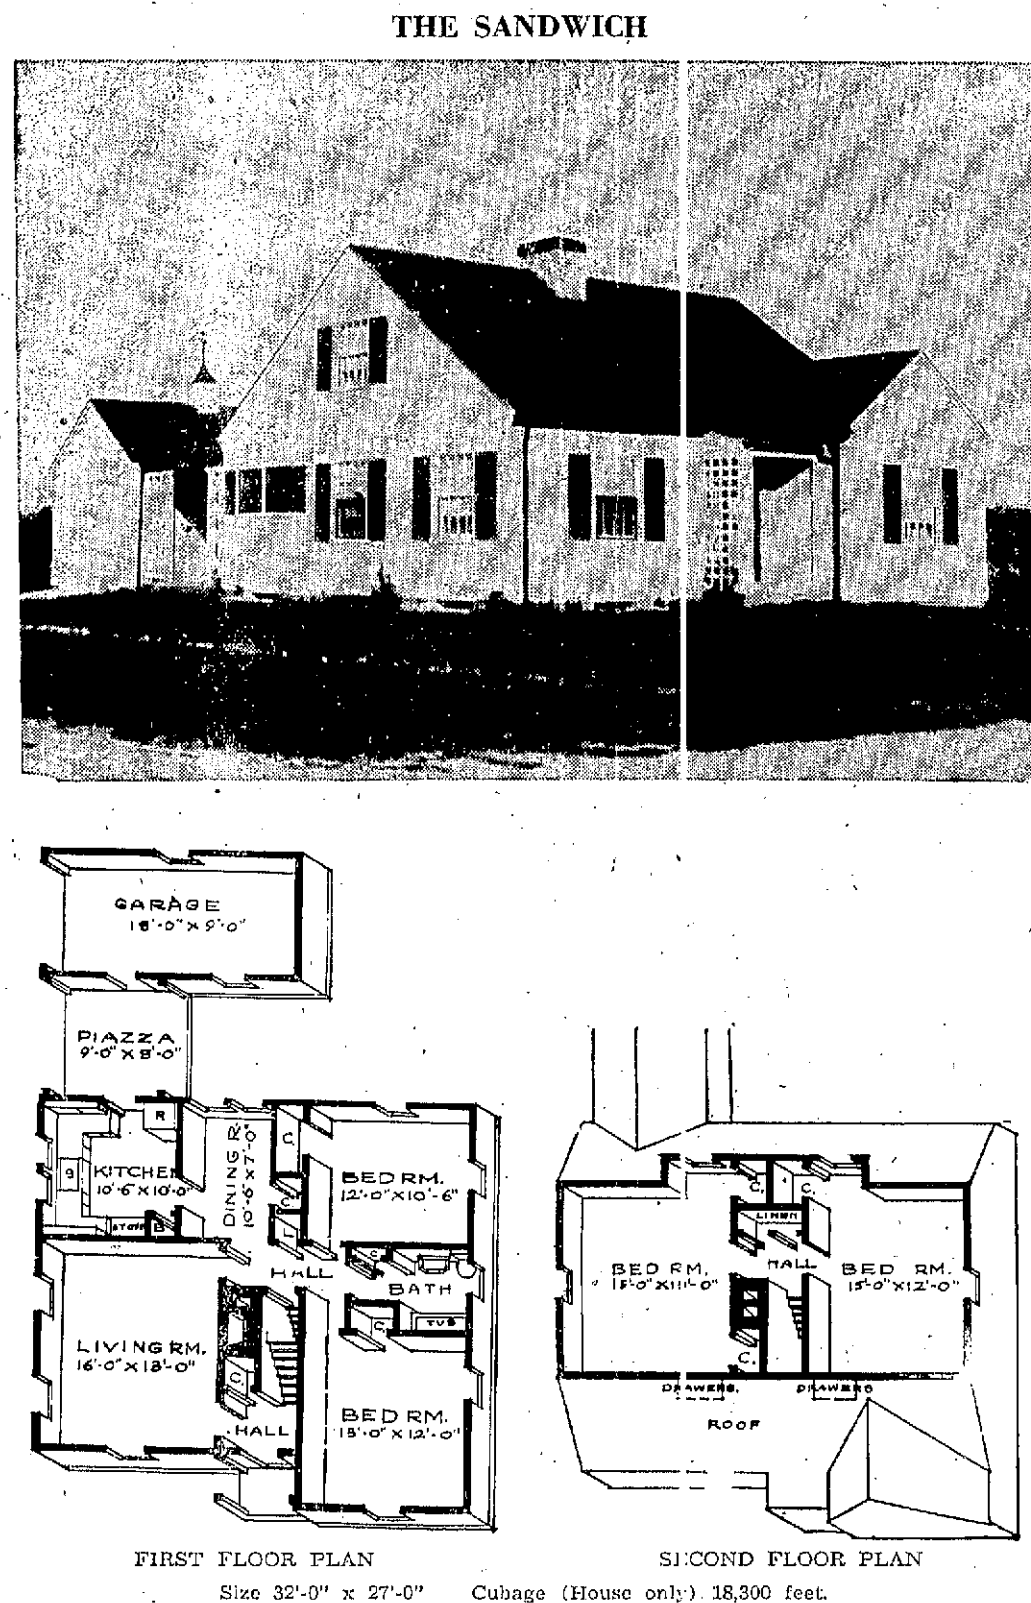 THE SANDWICH
GARAGE
18'-0" X 9'-0"
PIAZZA
9'-0" X 8'-0"
R
C.
DINING R.
10'-6" X 7'-0"
S
KITCHEN
10'-6" X 10'-0"
BED RM.
12'-0" X 10'-6"
C.
B
L
C
HALL
BATH
TUB
C.
LIVING RM.
16'-0" X 13'-0"
C.
HALL
BED RM.
13'-0" X 12'-0"
C.
C.
LINEN
HALL
BED RM.
BED RM.
15'-0" X 12'-0"
C.
DRAWERS.
DRAWERS
ROOF
FIRST FLOOR PLAN
SECOND FLOOR PLAN
Size 32'-0" x 27'-0" Cubage (House only) 18,300 feet.